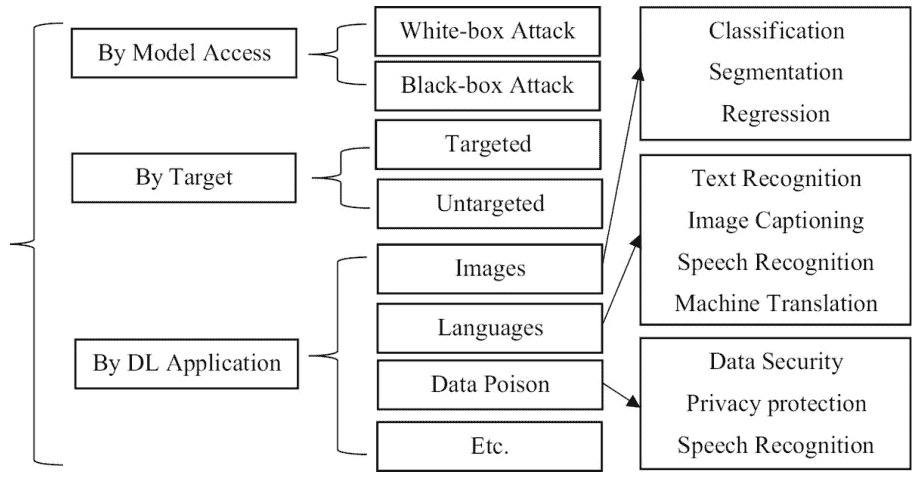 By Model Access
White-box Attack
Black-box Attack
By Target
Targeted
Untargeted
By DL Application
Images
Languages
Data Poison
Etc.
Classification
Segmentation
Regression
Text Recognition
Image Captioning
Speech Recognition
Machine Translation
Data Security
Privacy protection
Speech Recognition